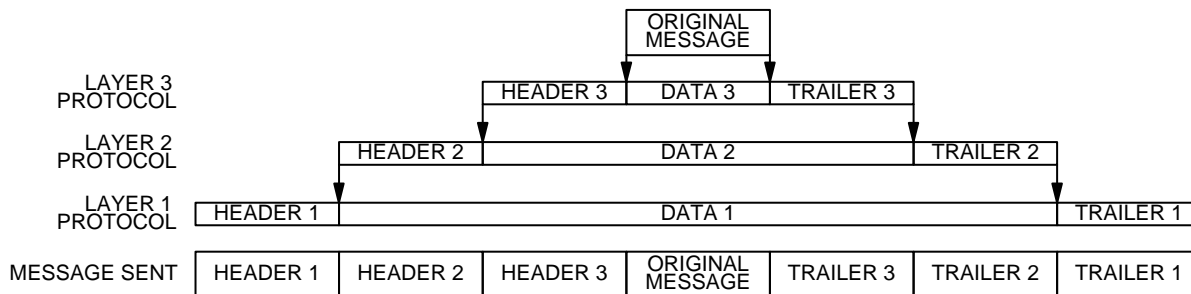 ORIGINAL
MESSAGE
LAYER 3
PROTOCOL
HEADER 3 DATA 3 TRAILER 3
LAYER 2
PROTOCOL
HEADER 2 DATA 2 TRAILER 2
LAYER 1
PROTOCOL
HEADER 1 DATA 1 TRAILER 1
MESSAGE SENT HEADER 1 HEADER 2 HEADER 3 ORIGINAL MESSAGE TRAILER 3 TRAILER 2 TRAILER 1